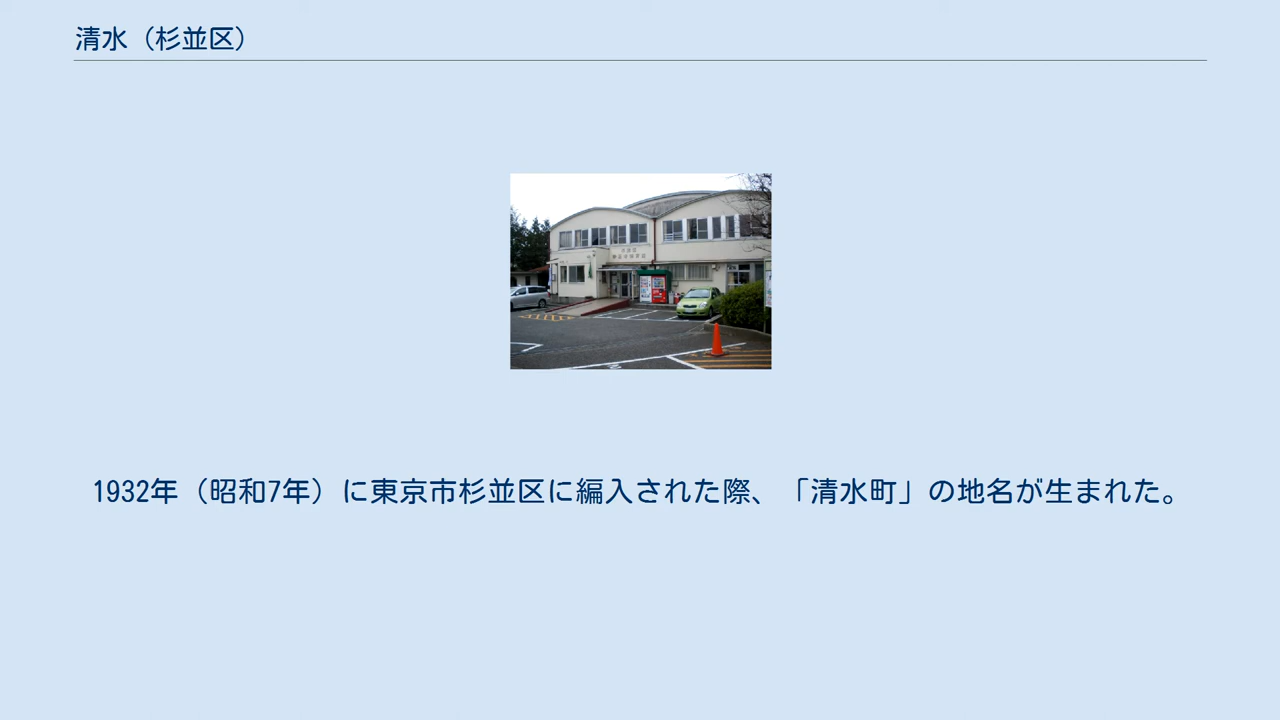 清水（杉並区）
1932年（昭和7年）に東京市杉並区に編入された際、「清水町」の地名が生まれた。